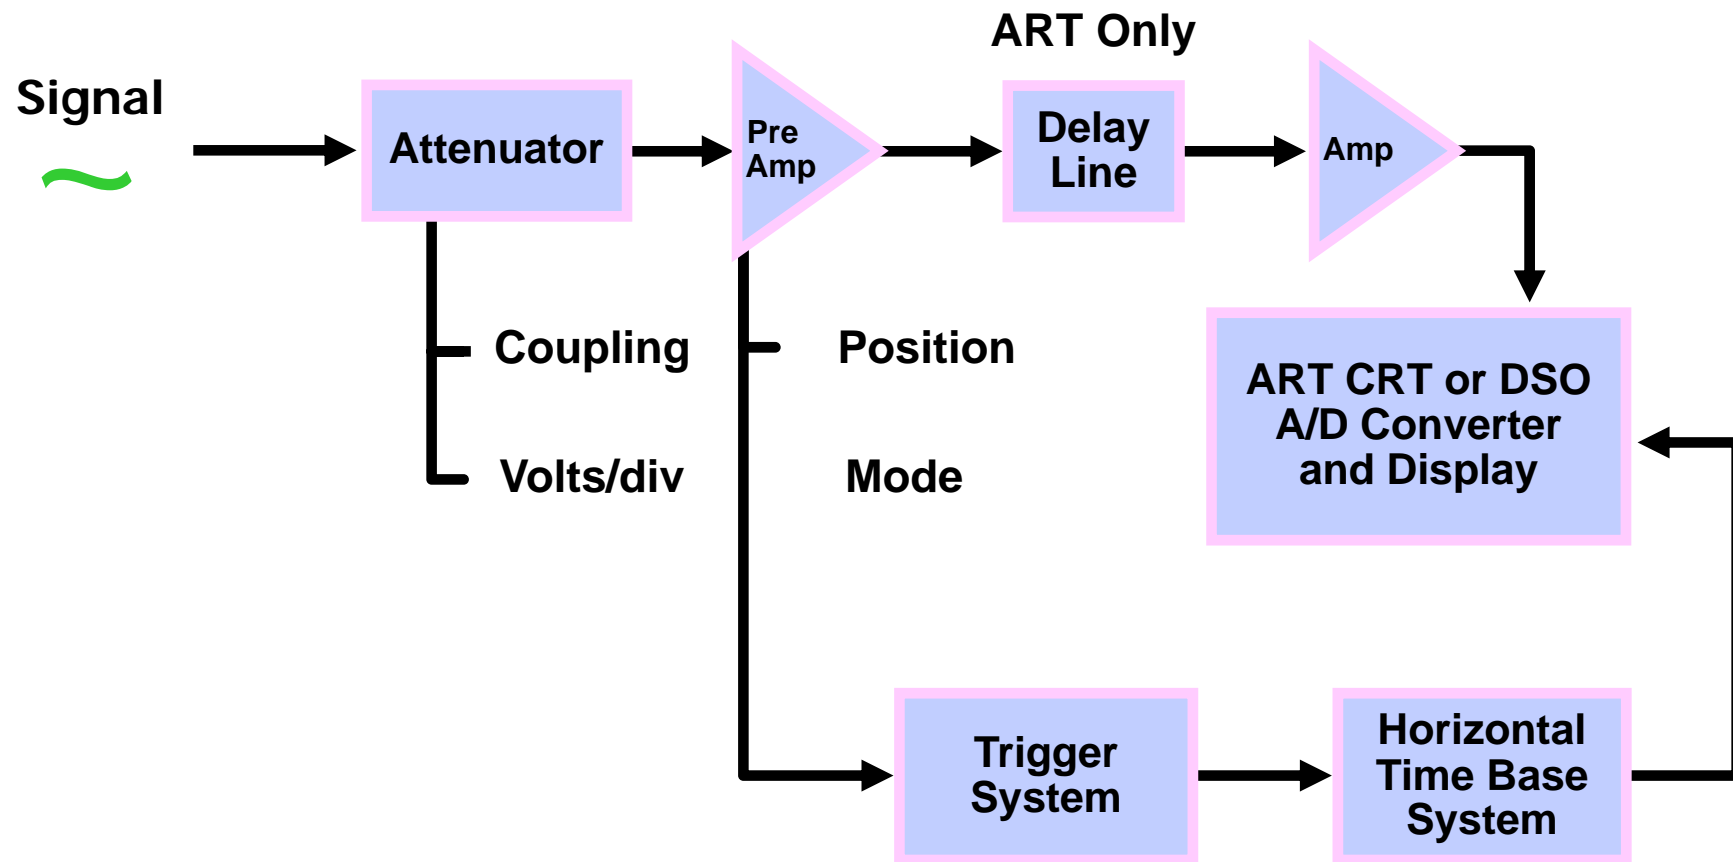 ART Only
Signal
Attenuator
Pre
Amp
Delay
Line
Amp
Coupling
Position
Volts/div
Mode
ART CRT or DSO
A/D Converter
and Display
Trigger
System
Horizontal
Time Base
System